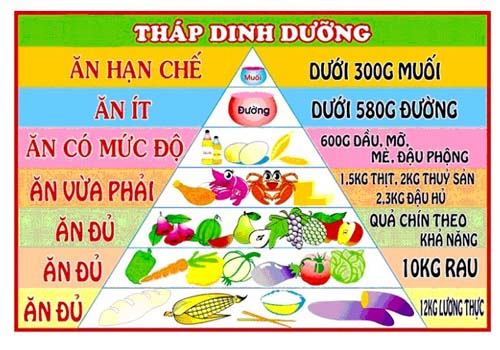 THÁP DINH DƯỠNG
ĂN HẠN CHẾ
Muối
DƯỚI 300G MUỐI
ĂN ÍT
Đường
DƯỚI 580G ĐƯỜNG
ĂN CÓ MỨC ĐỘ
600G DẦU, MỠ,
MÈ, ĐẬU PHỘNG
ĂN VỪA PHẢI
1.5KG THỊT, 2KG THUỶ SẢN
2,3KG ĐẬU HỦ
ĂN ĐỦ
QUẢ CHÍN THEO
KHẢ NĂNG
ĂN ĐỦ
10KG RAU
ĂN ĐỦ
12KG LƯƠNG THỰC